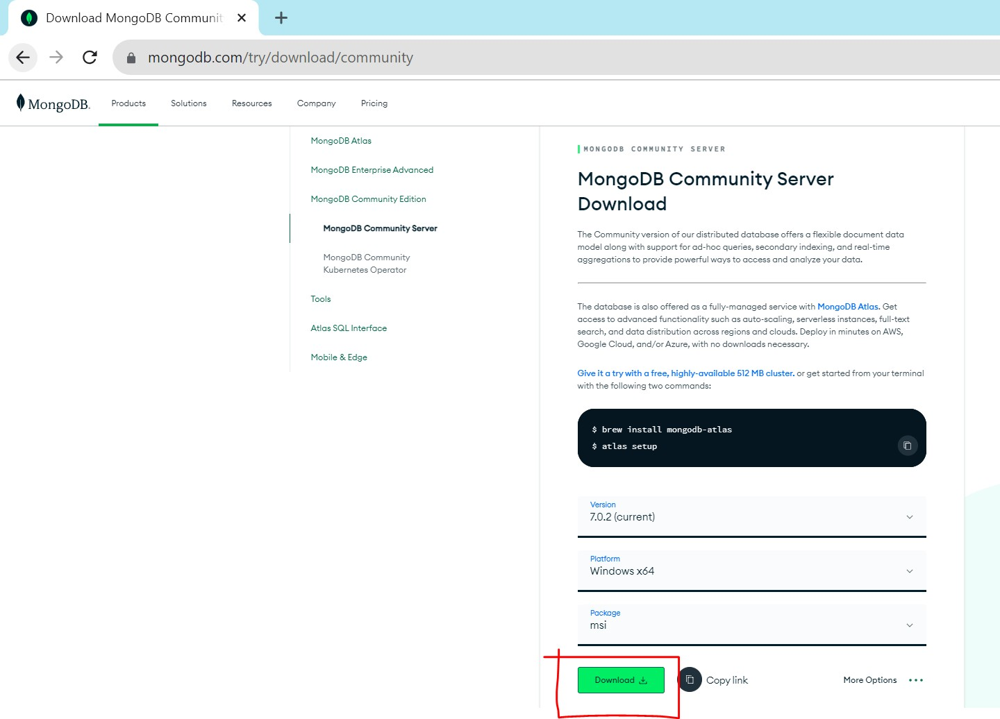 Download MongoDB Communit
mongodb.com/try/download/community
MongoDB.
Products
Solutions
Resources
Company
Pricing
MongoDB Atlas
MongoDB Enterprise Advanced
MongoDB Community Edition
MongoDB Community Server
MongoDB Community
Kubernetes Operator
Tools
Atlas SQL Interface
Mobile & Edge
MONGODB COMMUNITY SERVER
MongoDB Community Server
Download
The Community version of our distributed database offers a flexible document data
model along with support for ad-hoc queries, secondary indexing, and real-time
aggregations to provide powerful ways to access and analyze your data.
The database is also offered as a fully-managed service with MongoDB Atlas. Get
access to advanced functionality such as auto-scaling, serverless instances, full-text
search, and data distribution across regions and clouds. Deploy in minutes on AWS,
Google Cloud, and/or Azure, with no downloads necessary.
Give it a try with a free, highly-available 512 MB cluster. or get started from your terminal
with the following two commands:
$ brew install mongodb-atlas
$ atlas setup
Version
7.0.2 (current)
Platform
Windows x64
Package
msi
Download
Copy link
More Options